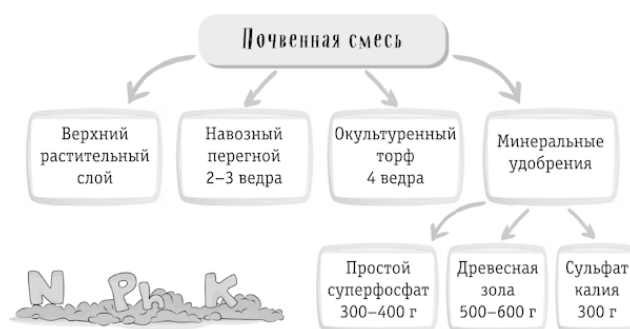 Почвенная смесь
Верхний
растительный
слой
Навозный
перегной
2–3 ведра
Окультуренный
торф
4 ведра
Минеральные
удобрения
Простой
суперфосфат
300–400 г
Древесная
зола
500–600 г
Сульфат
калия
300 г
N Ph K